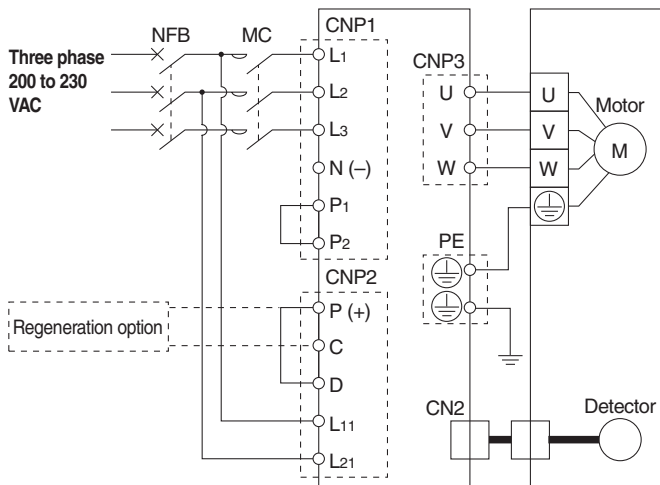 Three phase
200 to 230
VAC
NFB
MC
CNP1
L1
L2
L3
N (–)
P1
P2
CNP2
P (+)
C
D
L11
L21
Regeneration option
CNP3
U
V
W
PE
CN2
U
V
W
Motor
M
Detector